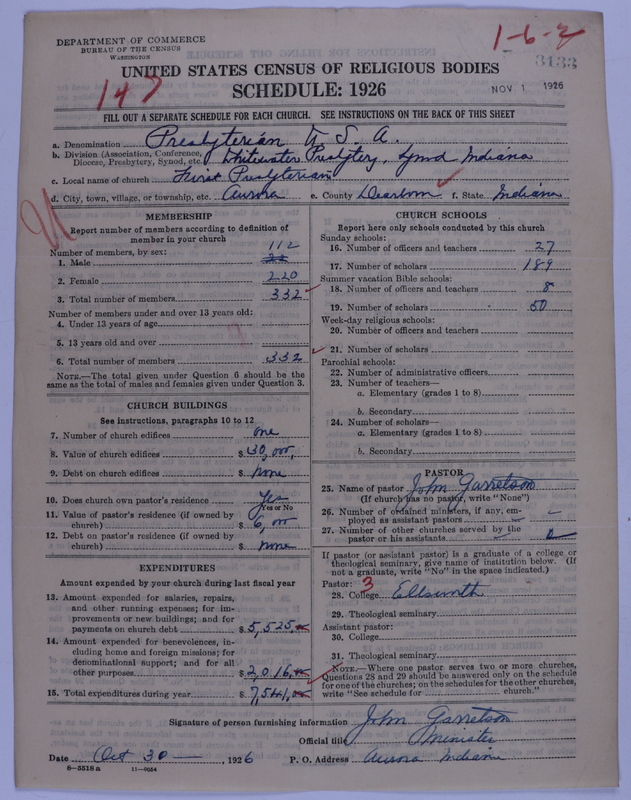 DEPARTMENT OF COMMERCE
BUREAU OF THE CENSUS
WASHINGTON
1-6-2
3133
UNITED STATES CENSUS OF RELIGIOUS BODIES
SCHEDULE: 1926
147
NOV 1 1926
FILL OUT A SEPARATE SCHEDULE FOR EACH CHURCH. SEE INSTRUCTIONS ON THE BACK OF THIS SHEET
a. Denomination Presbyterian U S A.
b. Division (Association, Conference, Diocese, Presbytery, Synod, etc. Whitewater Presbytery, Synod Indiana
c. Local name of church First Presbyterian
d. City, town, village, or township, etc. Aurora e. County Dearborn f. State Indiana
MEMBERSHIP
Report number of members according to definition of
member in your church
Number of members, by sex: 112
1. Male
2. Female 220
3. Total number of members 332
Number of members under and over 13 years old:
4. Under 13 years of age
5. 13 years old and over
6. Total number of members 332
NOTE.—The total given under Question 6 should be the
same as the total of males and females given under Question 3.
CHURCH BUILDINGS
See instructions, paragraphs 10 to 12
7. Number of church edifices one
8. Value of church edifices $30,000.
9. Debt on church edifices $ none
10. Does church own pastor's residence Yes
Yes or No
11. Value of pastor's residence (if owned by
church) $ 6,000
12. Debt on pastor's residence (if owned by
church) $ none
EXPENDITURES
Amount expended by your church during last fiscal year
13. Amount expended for salaries, repairs,
and other running expenses; for im-
provements or new buildings; and for
payments on church debt $5,525.
14. Amount expended for benevolences, in-
cluding home and foreign missions; for
denominational support; and for all
other purposes $2,016.
15. Total expenditures during year $7,541.
CHURCH SCHOOLS
Report here only schools conducted by this church
Sunday schools:
16. Number of officers and teachers 27
17. Number of scholars 189
Summer vacation Bible schools:
18. Number of officers and teachers 8
19. Number of scholars 50
Week-day religious schools:
20. Number of officers and teachers
21. Number of scholars
Parochial schools:
22. Number of administrative officers
23. Number of teachers—
a. Elementary (grades 1 to 8)
b. Secondary
24. Number of scholars—
a. Elementary (grades 1 to 8)
b. Secondary
PASTOR
25. Name of pastor John Garretson
(If church has no pastor, write "None")
26. Number of ordained ministers, if any, em-
ployed as assistant pastors
27. Number of other churches served by the
pastor or his assistants
If pastor (or assistant pastor) is a graduate of a college or
theological seminary, give name of institution below. (If
not a graduate, write "No" in the space indicated.)
Pastor: 3
28. College Ellsworth
29. Theological seminary
Assistant pastor:
30. College
31. Theological seminary
NOTE.—Where one pastor serves two or more churches,
Questions 28 and 29 should be answered only on the schedule
for one of the churches; on the schedules for the other churches,
write "See schedule for church."
Signature of person furnishing information John Garretson
Official title Minister
Date Oct 30 — , 1926 P. O. Address Aurora Indiana
8—5518 a 11—9054